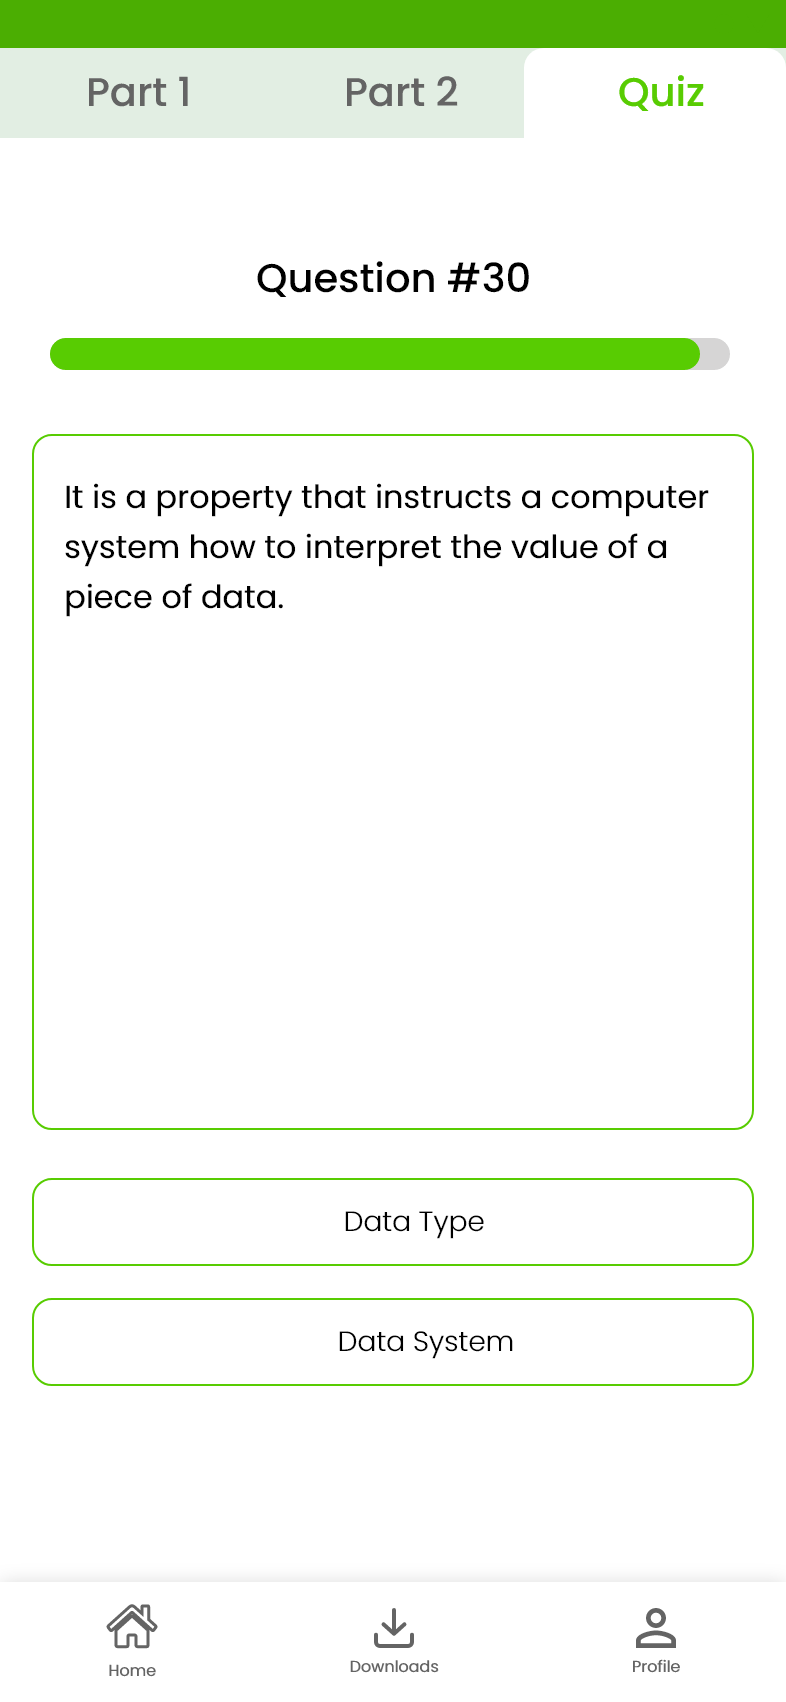 Part 1 Part 2 Quiz
Question #30
It is a property that instructs a computer
system how to interpret the value of a
piece of data.
Data Type
Data System
Home Downloads Profile